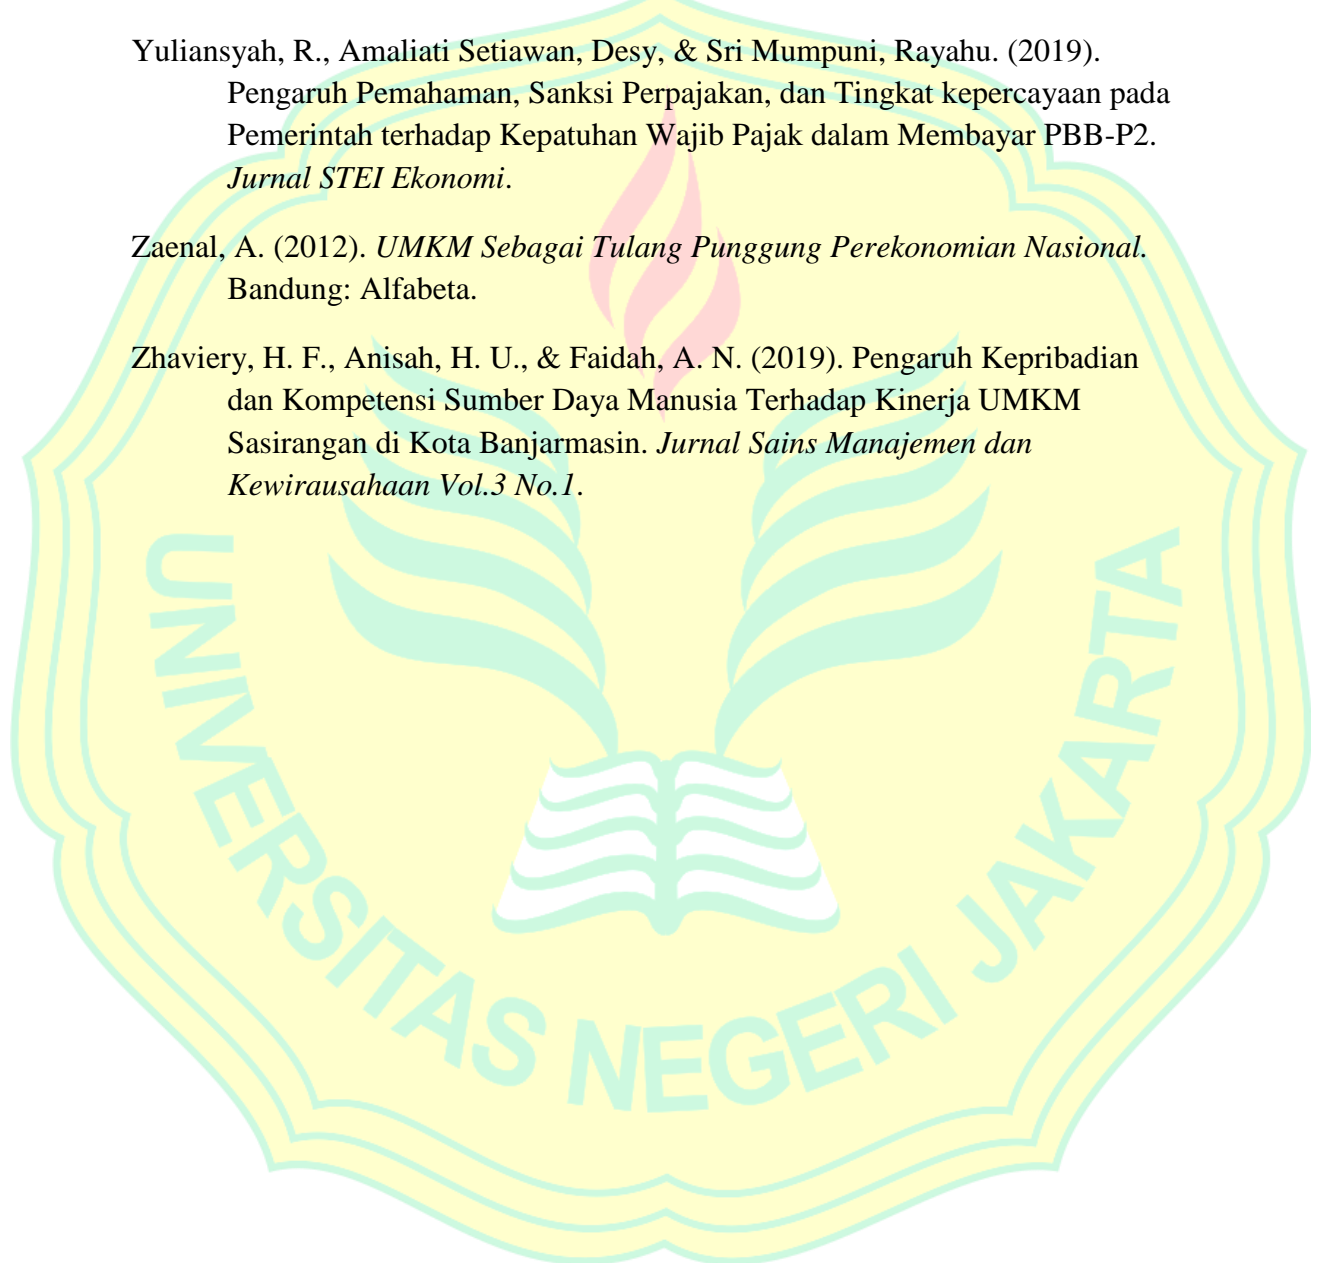 Yuliansyah, R., Amaliati Setiawan, Desy, & Sri Mumpuni, Rayahu. (2019).
Pengaruh Pemahaman, Sanksi Perpajakan, dan Tingkat kepercayaan pada
Pemerintah terhadap Kepatuhan Wajib Pajak dalam Membayar PBB-P2.
Jurnal STEI Ekonomi.
Zaenal, A. (2012). UMKM Sebagai Tulang Punggung Perekonomian Nasional.
Bandung: Alfabeta.
Zhaviery, H. F., Anisah, H. U., & Faidah, A. N. (2019). Pengaruh Kepribadian
dan Kompetensi Sumber Daya Manusia Terhadap Kinerja UMKM
Sasirangan di Kota Banjarmasin. Jurnal Sains Manajemen dan
Kewirausahaan Vol.3 No.1.
UNIVERSITAS NEGERI JAKARTA